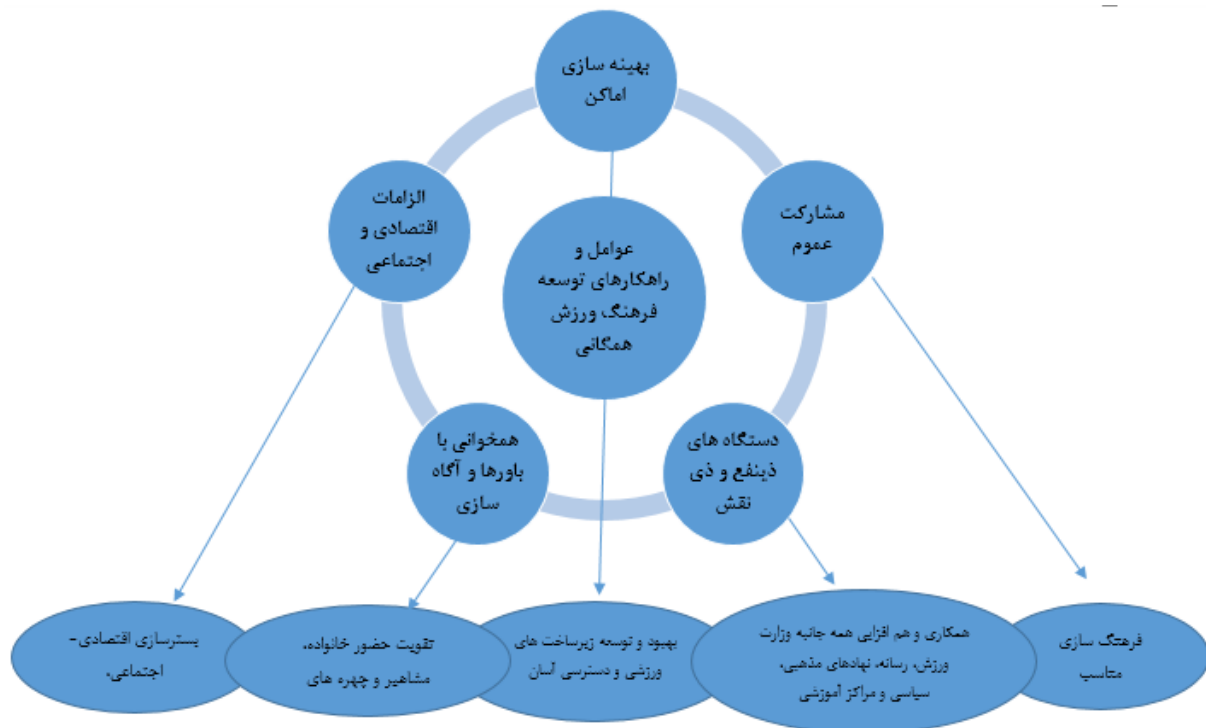 بهینه سازی
اماکن
مشارکت
عموم
الزامات
اقتصادی و
اجتماعی
عوامل و
راهکارهای توسعه
فرهنگ ورزش
همگانی
دستگاه های
ذینفع و ذی
نقش
همخوانی با
باورها و آگاه
سازی
فرهنگ سازی
متاسب
همکاری و هم افزایی همه جانبه وزارت
ورزش، رسانه، نهادهای مذهبی،
سیاسی و مراکز آموزشی
بهبود و توسعه زیرساخت های
ورزشی و دسترسی آسان
تقویت حضور خانواده،
مشاهیر و چهره های
بسترسازی اقتصادی-
اجتماعی،